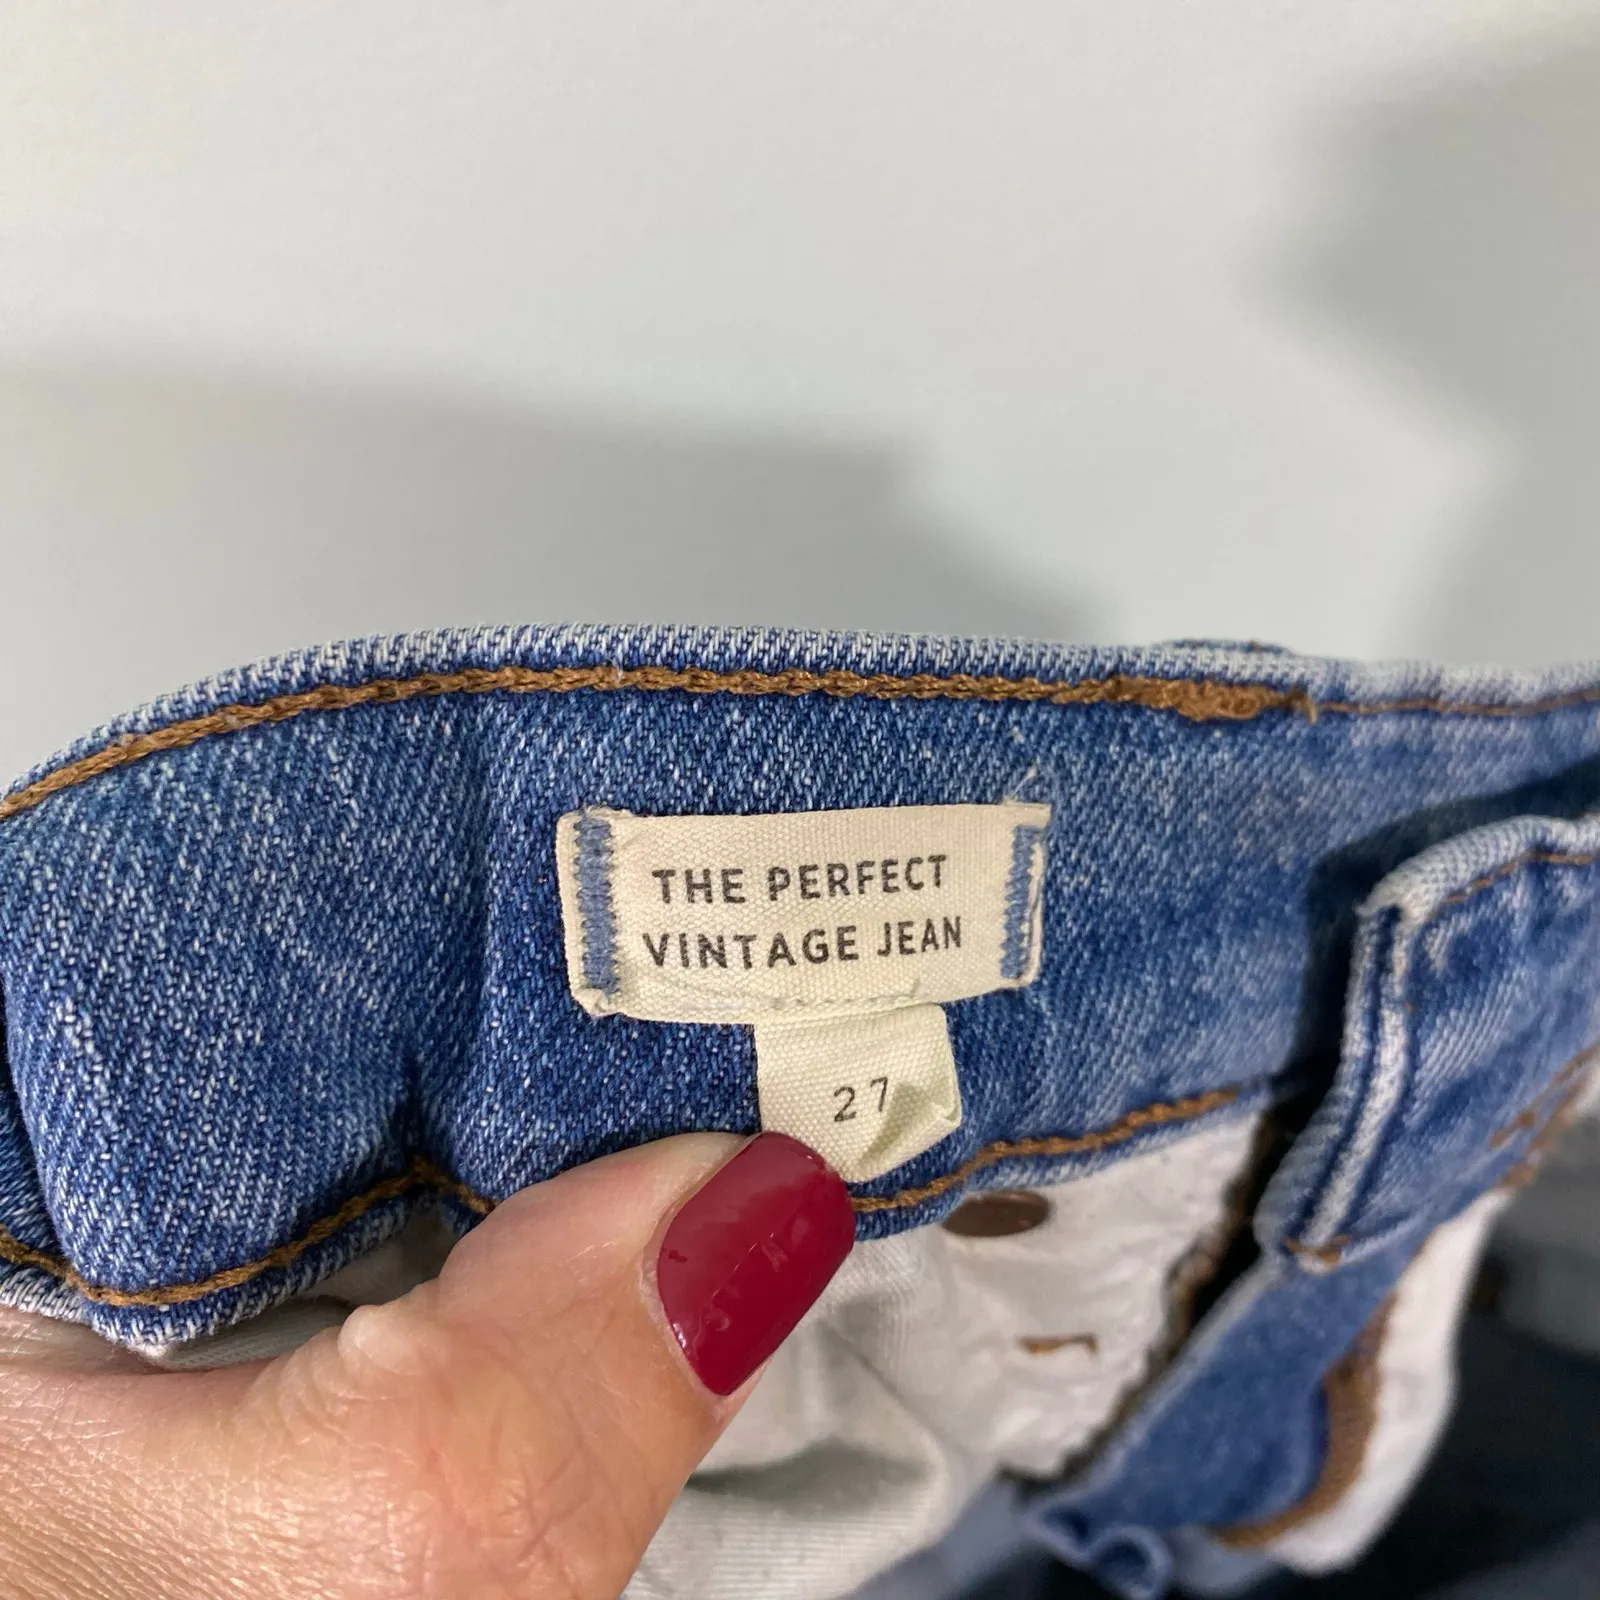 THE PERFECT
VINTAGE JEAN
27